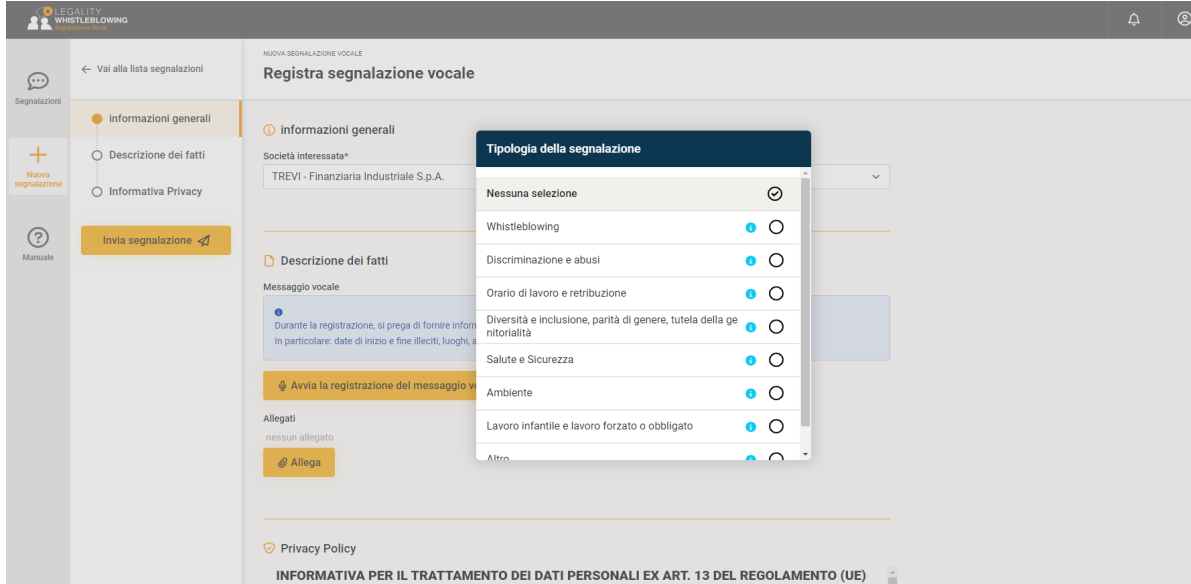 LEGALITY
WHISTLEBLOWING
Segnalazione illeciti
Segnalazioni
Nuova
segnalazione
Manuale
Vai alla lista segnalazioni
informazioni generali
Descrizione dei fatti
Informativa Privacy
Invia segnalazione
NUOVA SEGNALAZIONE VOCALE
Registra segnalazione vocale
informazioni generali
Società interessata*
TREVI - Finanziaria Industriale S.p.A.
Descrizione dei fatti
Messaggio vocale
Durante la registrazione, si prega di fornire
In particolare: date di inizio e fine illeciti, luoghi,
Avvia la registrazione del messaggio
Allegati
nessun allegato
Allega
Privacy Policy
INFORMATIVA PER IL TRATTAMENTO DEI DATI PERSONALI EX ART. 13 DEL REGOLAMENTO (UE)
Tipologia della segnalazione
Nessuna selezione
Whistleblowing
Discriminazione e abusi
Orario di lavoro e retribuzione
Diversità e inclusione, parità di genere, tutela della ge
nitorialità
Salute e Sicurezza
Ambiente
Lavoro infantile e lavoro forzato o obbligato
Altro